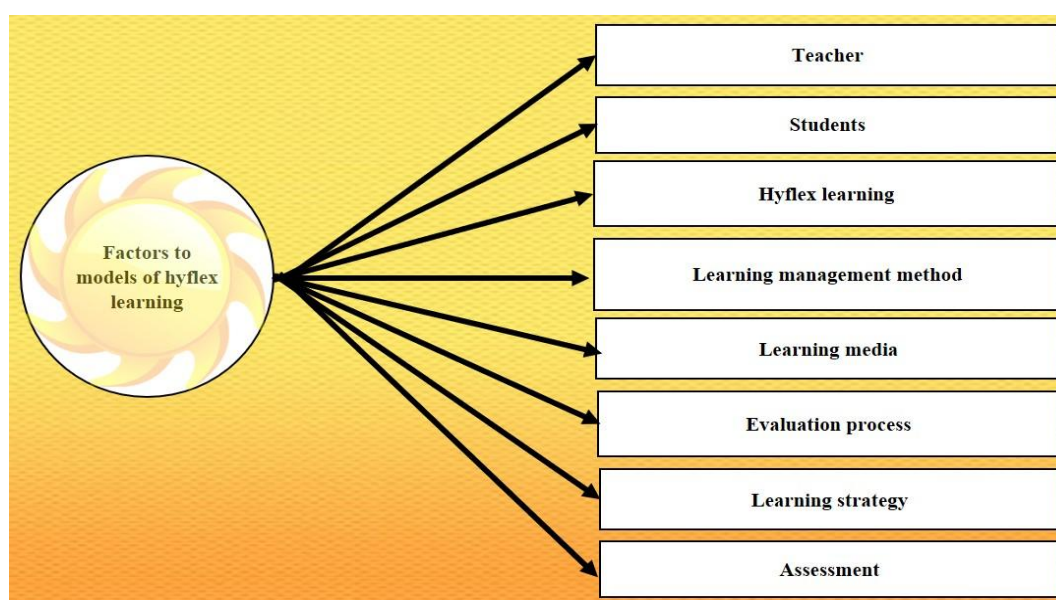 Factors to
models of hyflex
learning
Teacher
Students
Hyflex learning
Learning management method
Learning media
Evaluation process
Learning strategy
Assessment